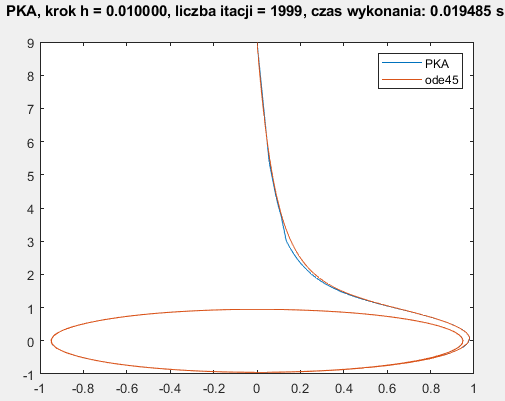 PKA, krok h = 0.010000, liczba itacji = 1999, czas wykonania: 0.019485 s
9
8
7
6
5
4
3
2
1
0
-1
PKA
ode45
-1 -0.8 -0.6 -0.4 -0.2 0 0.2 0.4 0.6 0.8 1